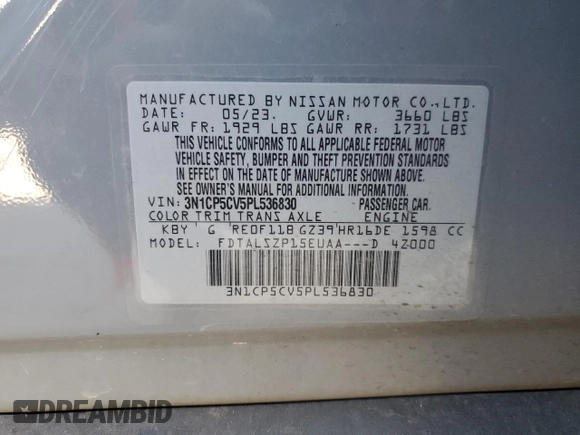 MANUFACTURED BY NISSAN MOTOR CO.,LTD.
DATE: 05/23. GVWR: 3660 LBS
GAWR FR: 1929 LBS GAWR RR: 1731 LBS
THIS VEHICLE CONFORMS TO ALL APPLICABLE FEDERAL MOTOR
VEHICLE SAFETY, BUMPER AND THEFT PREVENTION STANDARDS
IN EFFECT ON THE DATE OF MANUFACTURE SHOWN ABOVE.
SEE OWNER'S MANUAL FOR ADDITIONAL INFORMATION.
VIN: 3N1CP5CV5PL536830 PASSENGER CAR.
COLOR TRIM TRANS AXLE ENGINE
KBY G RE0F11B GZ39 HR16DE 1598 CC
FDTALSZP15EUAA---D 4Z000
3N1CP5CV5PL536830
DREAMBID